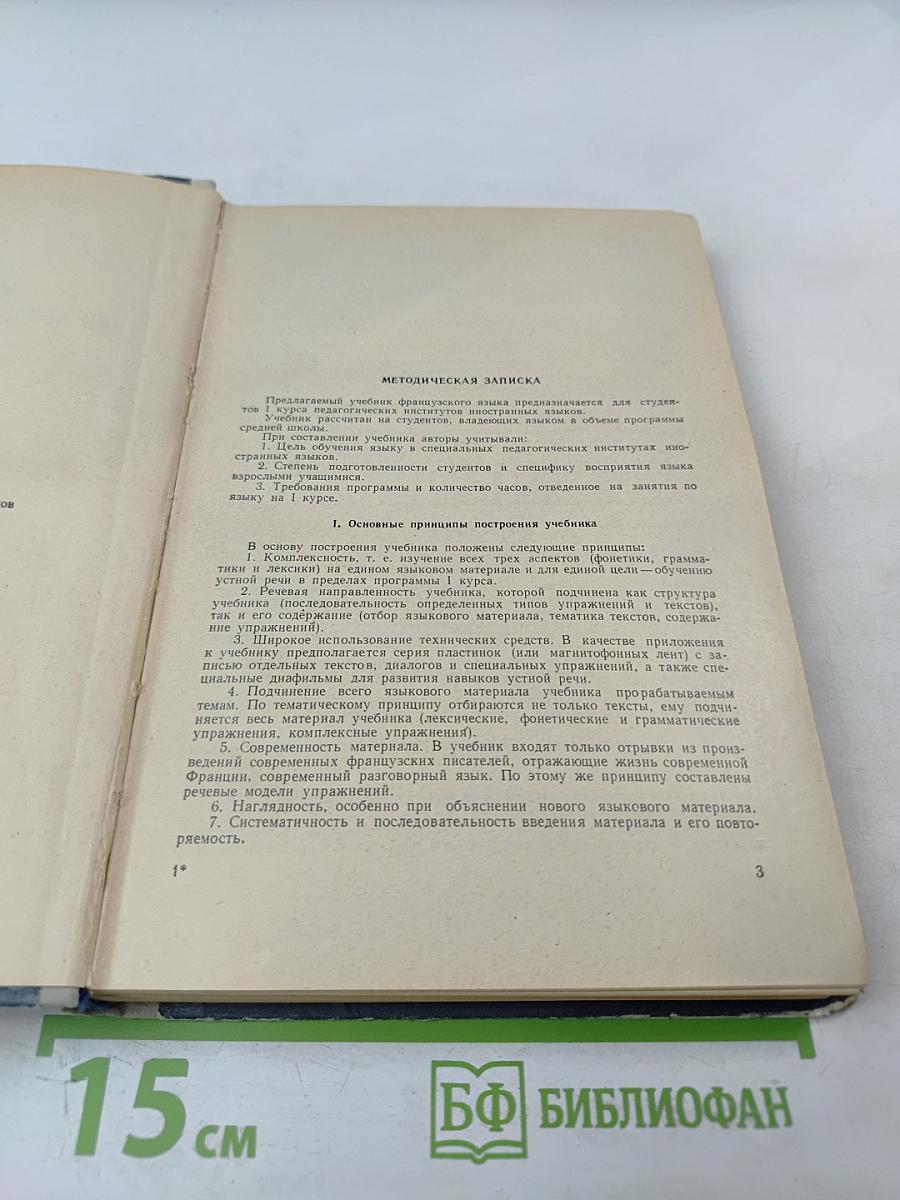 ов
МЕТОДИЧЕСКАЯ ЗАПИСКА
Предлагаемый учебник французского языка предназначается для студен-
тов I курса педагогических институтов иностранных языков.
Учебник рассчитан на студентов, владеющих языком в объеме программы
средней школы.
При составлении учебника авторы учитывали:
1. Цель обучения языку в специальных педагогических институтах ино-
странных языков.
2. Степень подготовленности студентов и специфику восприятия языка
взрослыми учащимися.
3. Требования программы и количество часов, отведенное на занятия по
языку на I курсе.
I. Основные принципы построения учебника
В основу построения учебника положены следующие принципы:
1. Комплексность, т. е. изучение всех трех аспектов (фонетики, грамма-
тики и лексики) на едином языковом материале и для единой цели — обучению
устной речи в пределах программы I курса.
2. Речевая направленность учебника, которой подчинена как структура
учебника (последовательность определенных типов упражнений и текстов),
так и его содержание (отбор языкового материала, тематика текстов, содержа-
ние упражнений).
3. Широкое использование технических средств. В качестве приложения
к учебнику предполагается серия пластинок (или магнитофонных лент) с за-
писью отдельных текстов, диалогов и специальных упражнений, а также спе-
циальные диафильмы для развития навыков устной речи.
4. Подчинение всего языкового материала учебника прорабатываемым
темам. По тематическому принципу отбираются не только тексты, ему подчи-
няется весь материал учебника (лексические, фонетические и грамматические
упражнения, комплексные упражнения).
5. Современность материала. В учебник входят только отрывки из произ-
ведений современных французских писателей, отражающие жизнь современной
Франции, современный разговорный язык. По этому же принципу составлены
речевые модели упражнений.
6. Наглядность, особенно при объяснении нового языкового материала.
7. Систематичность и последовательность введения материала и его повто-
ряемость.
1*
3
15 см
БФ БИБЛИОФАН